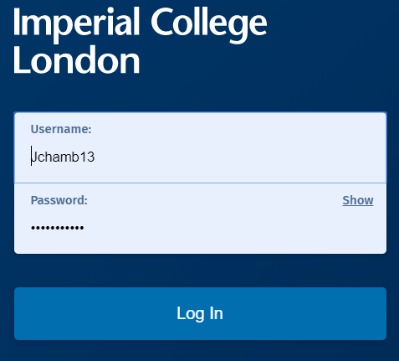 Imperial College
London
Username:
Jchamb13
Password:
Show
•••••••••••
Log In